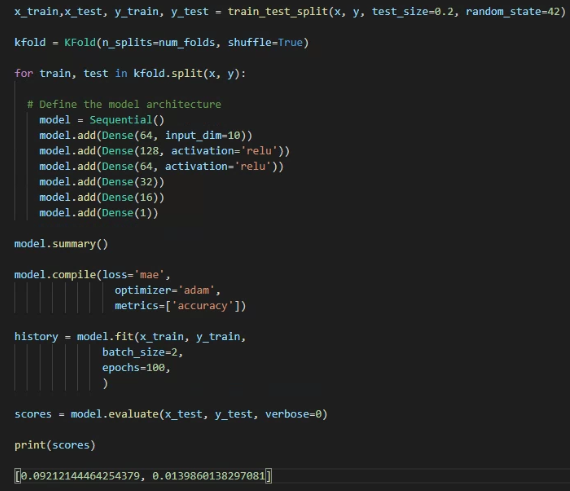 x_train,x_test, y_train, y_test = train_test_split(x, y, test_size=0.2, random_state=42)
kfold = KFold(n_splits=num_folds, shuffle=True)
for train, test in kfold.split(x, y):
# Define the model architecture
model = Sequential()
model.add(Dense(64, input_dim=10))
model.add(Dense(128, activation='relu'))
model.add(Dense(64, activation='relu'))
model.add(Dense(32))
model.add(Dense(16))
model.add(Dense(1))
model.summary()
model.compile(loss='mae',
optimizer='adam',
metrics=['accuracy'])
history = model.fit(x_train, y_train,
batch_size=2,
epochs=100,
)
scores = model.evaluate(x_test, y_test, verbose=0)
print(scores)
[0.09212144464254379, 0.0139860138297081]